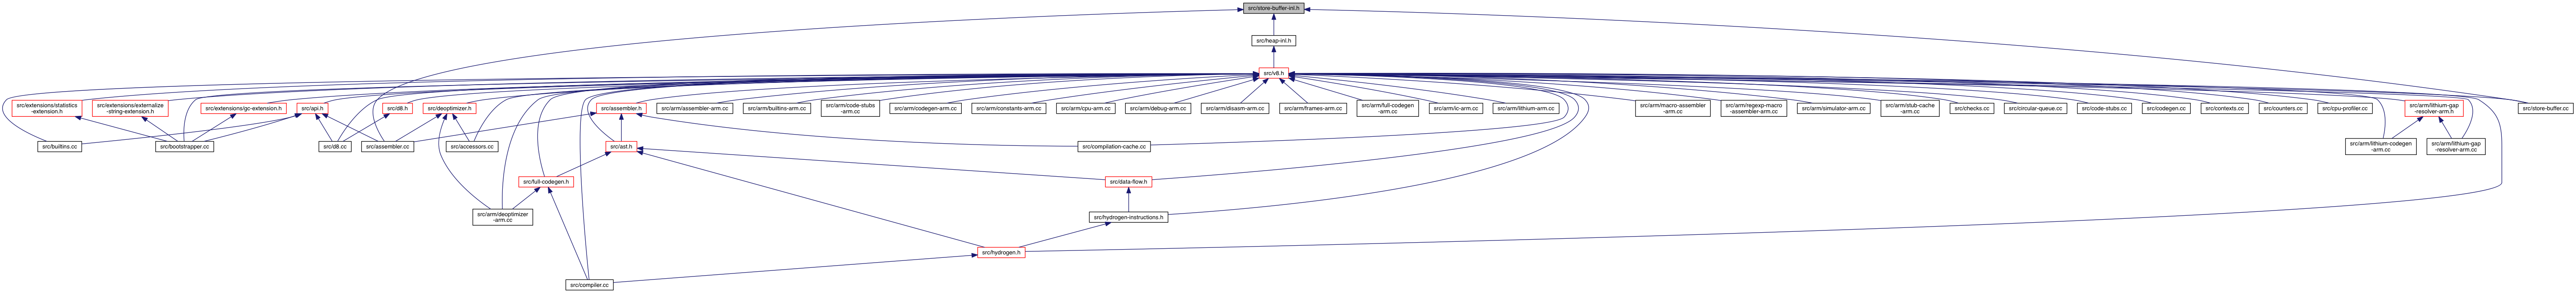 src/store-buffer-inl.h
src/heap-inl.h
src/v8.h
src/extensions/statistics
-extension.h
src/extensions/externalize
-string-extension.h
src/extensions/gc-extension.h
src/api.h
src/d8.h
src/deoptimizer.h
src/assembler.h
src/arm/assembler-arm.cc
src/arm/builtins-arm.cc
src/arm/code-stubs
-arm.cc
src/arm/codegen-arm.cc
src/arm/constants-arm.cc
src/arm/cpu-arm.cc
src/arm/debug-arm.cc
src/arm/disasm-arm.cc
src/arm/frames-arm.cc
src/arm/full-codegen
-arm.cc
src/arm/ic-arm.cc
src/arm/lithium-arm.cc
src/arm/macro-assembler
-arm.cc
src/arm/regexp-macro
-assembler-arm.cc
src/arm/simulator-arm.cc
src/arm/stub-cache
-arm.cc
src/checks.cc
src/circular-queue.cc
src/code-stubs.cc
src/codegen.cc
src/contexts.cc
src/counters.cc
src/cpu-profiler.cc
src/arm/lithium-gap
-resolver-arm.h
src/store-buffer.cc
src/builtins.cc
src/bootstrapper.cc
src/d8.cc
src/assembler.cc
src/accessors.cc
src/ast.h
src/compilation-cache.cc
src/arm/lithium-codegen
-arm.cc
src/arm/lithium-gap
-resolver-arm.cc
src/full-codegen.h
src/data-flow.h
src/arm/deoptimizer
-arm.cc
src/hydrogen-instructions.h
src/hydrogen.h
src/compiler.cc